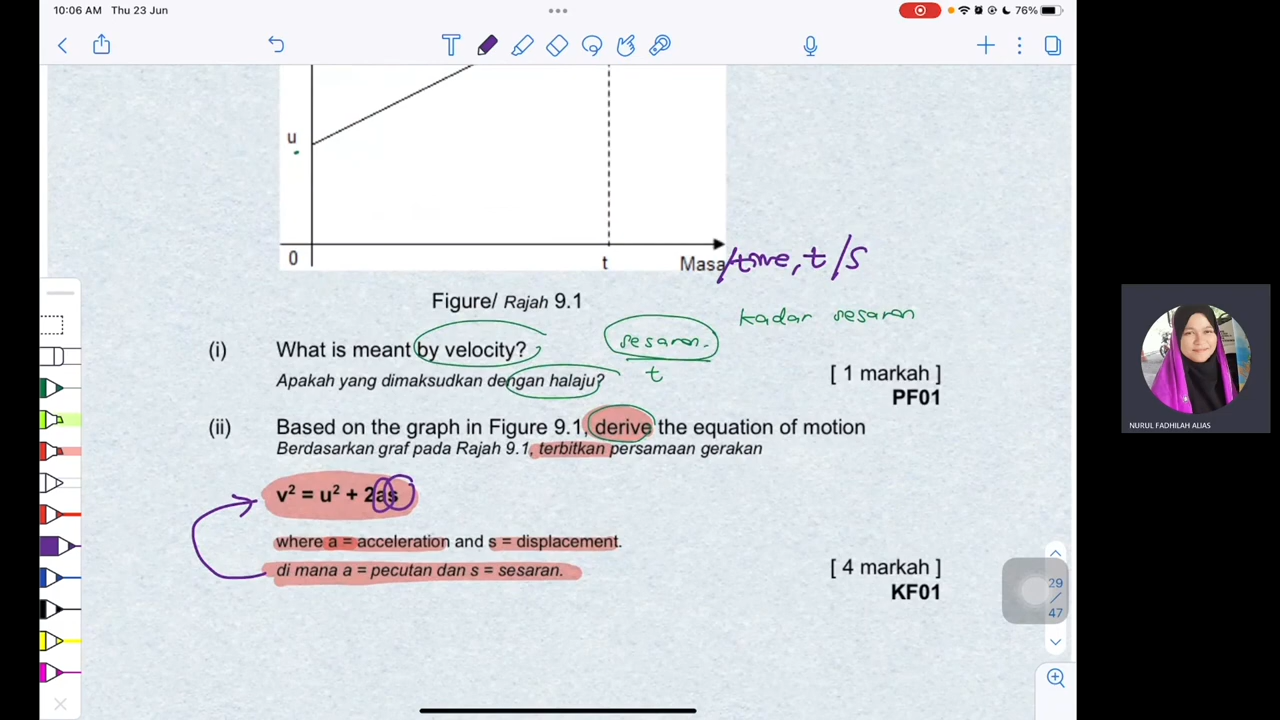 10:06 AM Thu 23 Jun
76%
u
0
t
Masa/time, t/s
Figure/ Rajah 9.1
kadar sesaran
(i) What is meant by velocity?
sesaran.
t
Apakah yang dimaksudkan dengan halaju?
[ 1 markah ]
PF01
(ii) Based on the graph in Figure 9.1, derive the equation of motion
Berdasarkan graf pada Rajah 9.1, terbitkan persamaan gerakan
v² = u² + 2as
where a = acceleration and s = displacement.
di mana a = pecutan dan s = sesaran.
[ 4 markah ]
KF01
29
/
47
NURUL FADHILAH ALIAS